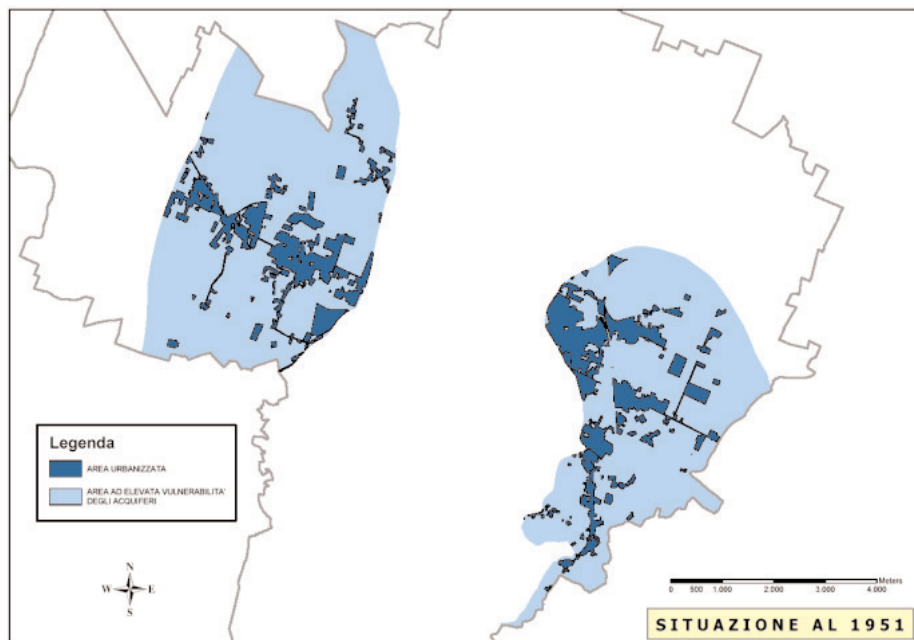 Legenda
AREA URBANIZZATA
AREA AD ELEVATA VULNERABILITA'
DEGLI ACQUIFERI
N
W E
S
Meters
0 500 1.000 2.000 3.000 4.000
SITUAZIONE AL 1951